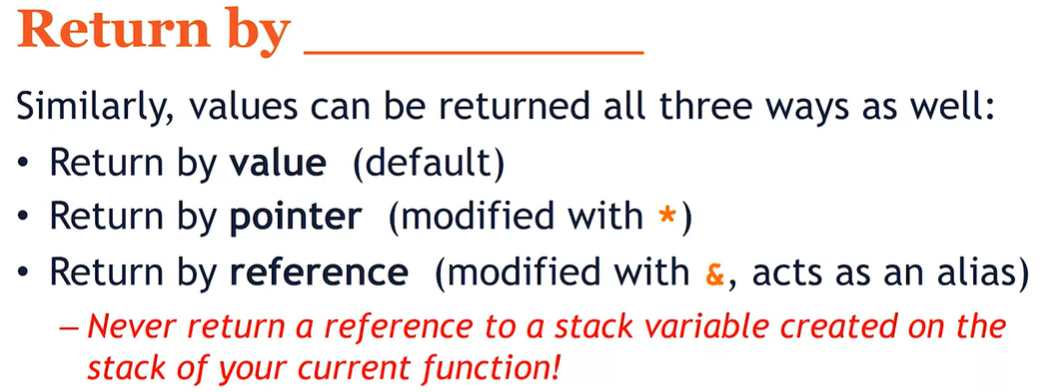 Return by ______________
Similarly, values can be returned all three ways as well:
• Return by value (default)
• Return by pointer (modified with *)
• Return by reference (modified with &, acts as an alias)
– Never return a reference to a stack variable created on the
stack of your current function!